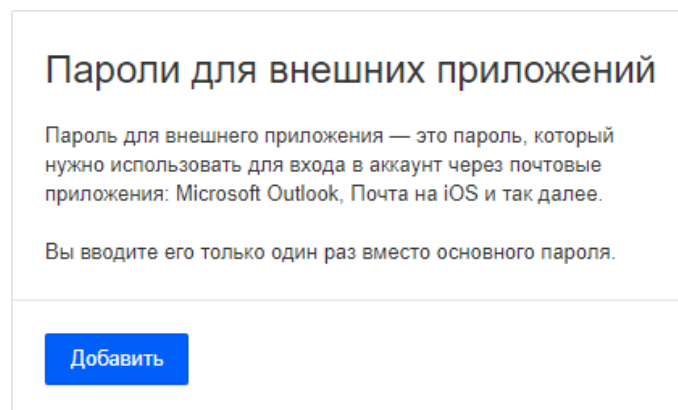 Пароли для внешних приложений
Пароль для внешнего приложения — это пароль, который
нужно использовать для входа в аккаунт через почтовые
приложения: Microsoft Outlook, Почта на iOS и так далее.
Вы вводите его только один раз вместо основного пароля.
Добавить